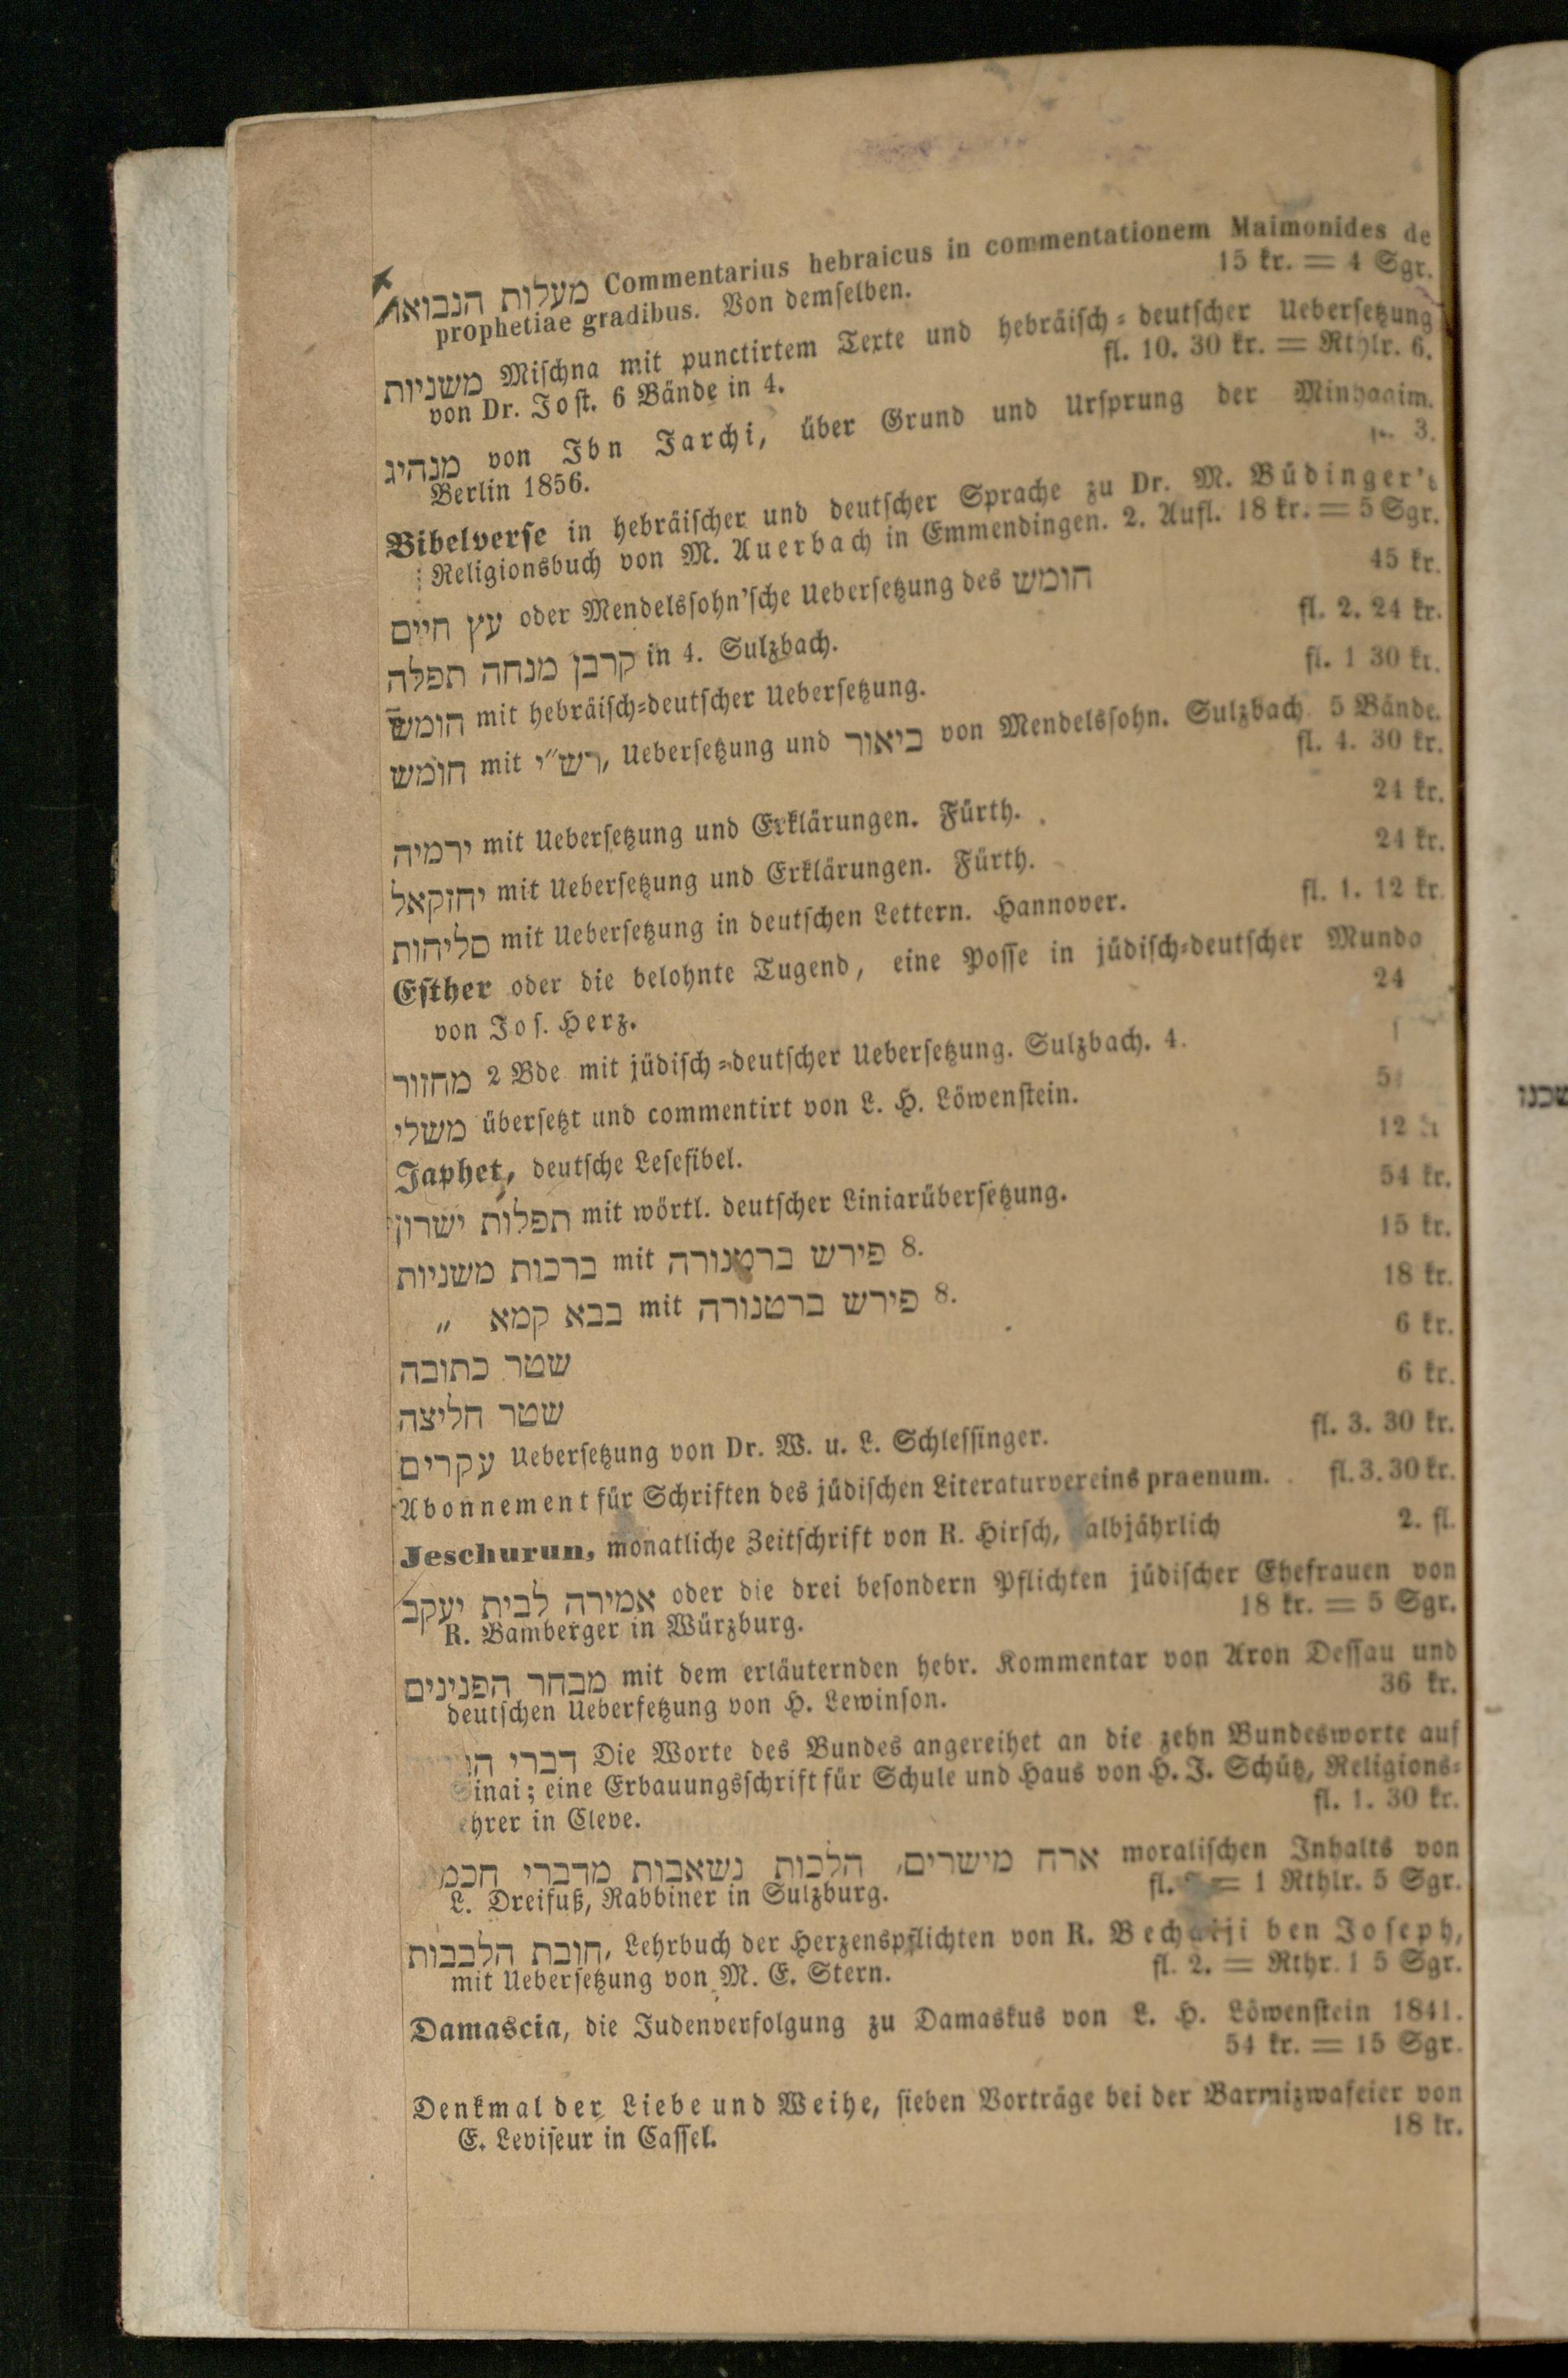 מעלות הנבואה Commentarius hebraicus in commentationem Maimonides de
prophetiae gradibus. Von demſelben. 15 kr. = 4 Sgr.
משניות Miſchna mit punctirtem Texte und hebräiſch = deutſcher Ueberſetzung
von Dr. Joſt. 6 Bände in 4. fl. 10. 30 kr. = Rthlr. 6.
מנהיג von Ibn Jarchi, über Grund und Urſprung der Minhagim.
Berlin 1856. 3.
Bibelverſe in hebräiſcher und deutſcher Sprache zu Dr. M. Büdinger's
Religionsbuch von M. Auerbach in Emmendingen. 2. Aufl. 18 kr. = 5 Sgr.
עץ חיים oder Mendelsſohn'ſche Ueberſetzung des חומש 45 kr.
קרבן מנחה תפלה in 4. Sulzbach. fl. 2. 24 kr.
חומש mit hebräiſch=deutſcher Ueberſetzung. fl. 1 30 kr.
חומש mit רש״י, Ueberſetzung und ביאור von Mendelsſohn. Sulzbach 5 Bände.
fl. 4. 30 kr.
ירמיה mit Ueberſetzung und Erklärungen. Fürth. 24 kr.
יחזקאל mit Ueberſetzung und Erklärungen. Fürth. 24 kr.
סליחות mit Ueberſetzung in deutſchen Lettern. Hannover. fl. 1. 12 kr.
Eſther oder die belohnte Tugend, eine Poſſe in jüdiſch=deutſcher Munda
von Joſ. Herz. 24
מחזור 2 Bde mit jüdiſch=deutſcher Ueberſetzung. Sulzbach. 4.
משלי überſetzt und commentirt von L. H. Löwenſtein.
Japhet, deutſche Leſefibel. 12
תפלות ישרון mit wörtl. deutſcher Liniarüberſetzung. 54 kr.
ברכות משניות mit פירש ברטנורה 8. 15 kr.
„ בבא קמא mit פירש ברטנורה 8. 18 kr.
שטר כתובה 6 kr.
שטר חליצה 6 kr.
עקרים Ueberſetzung von Dr. W. u. L. Schleſſinger. fl. 3. 30 kr.
Abonnement für Schriften des jüdiſchen Literaturvereins praenum. fl. 3. 30 kr.
Jeschurun, monatliche Zeitſchrift von R. Hirſch, albjährlich 2. fl.
אמירה לבית יעקב oder die drei beſondern Pflichten jüdiſcher Ehefrauen von
R. Bamberger in Würzburg. 18 kr. = 5 Sgr.
מבחר הפנינים mit dem erläuternden hebr. Kommentar von Aron Deſſau und
deutſchen Ueberſetzung von H. Lewinſon. 36 kr.
דברי Die Worte des Bundes angereihet an die zehn Bundesworte auf
Sinai; eine Erbauungsſchrift für Schule und Haus von H. J. Schütz, Religions=
ehrer in Cleve. fl. 1. 30 kr.
ארח מישרים, הלכות נשאבות מדברי חכמ moraliſchen Inhalts von
L. Dreifuß, Rabbiner in Sulzburg. fl. = 1 Rthlr. 5 Sgr.
חובת הלבבות, Lehrbuch der Herzenspflichten von R. Bechaiji ben Joſeph,
mit Ueberſetzung von M. E. Stern. fl. 2. = Rthr. 1 5 Sgr.
Damascia, die Judenverfolgung zu Damaskus von L. H. Löwenſtein 1841.
54 kr. = 15 Sgr.
Denkmal der Liebe und Weihe, ſieben Vorträge bei der Barmizwafeier von
E. Leviſeur in Caſſel. 18 kr.